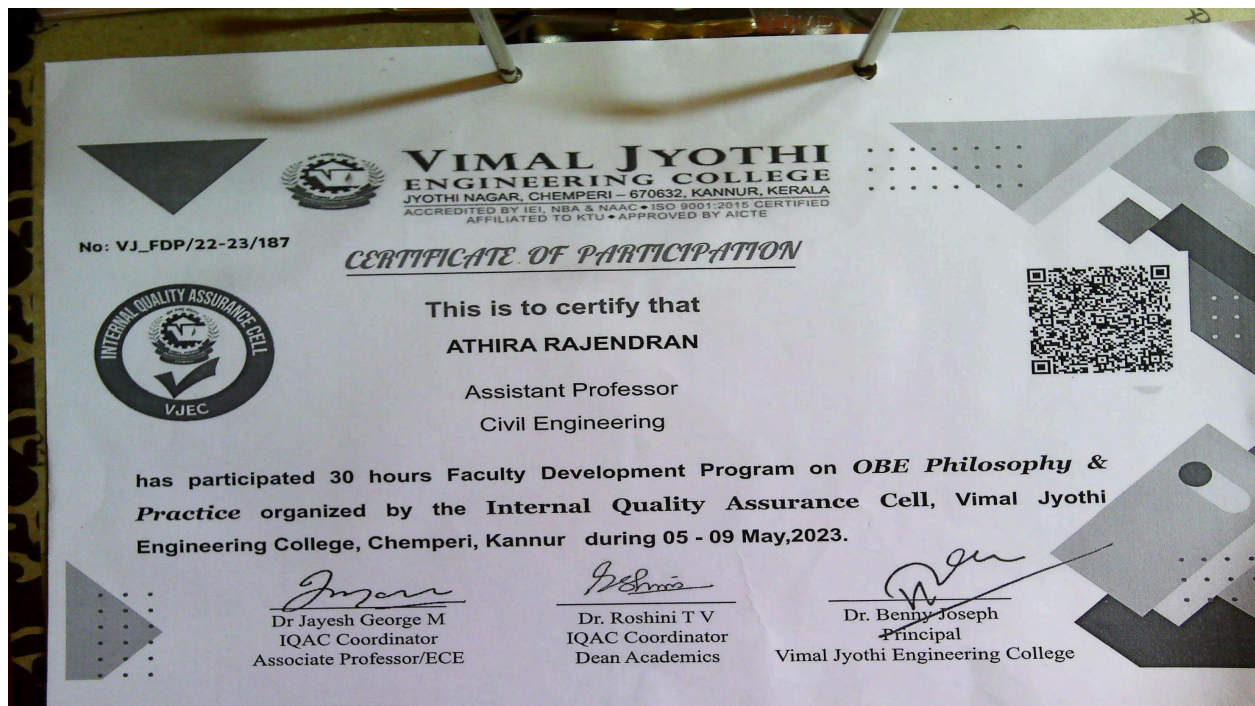 VIMAL JYOTHI
ENGINEERING COLLEGE
JYOTHI NAGAR, CHEMPERI – 670632, KANNUR, KERALA
ACCREDITED BY IEI, NBA & NAAC • ISO 9001:2015 CERTIFIED
AFFILIATED TO KTU • APPROVED BY AICTE
No: VJ_FDP/22-23/187
CERTIFICATE OF PARTICIPATION
INTERNAL QUALITY ASSURANCE CELL
VJEC
This is to certify that
ATHIRA RAJENDRAN
Assistant Professor
Civil Engineering
has participated 30 hours Faculty Development Program on OBE Philosophy &
Practice organized by the Internal Quality Assurance Cell, Vimal Jyothi
Engineering College, Chemperi, Kannur during 05 - 09 May,2023.
Dr Jayesh George M
IQAC Coordinator
Associate Professor/ECE
Dr. Roshini T V
IQAC Coordinator
Dean Academics
Dr. Benny Joseph
Principal
Vimal Jyothi Engineering College